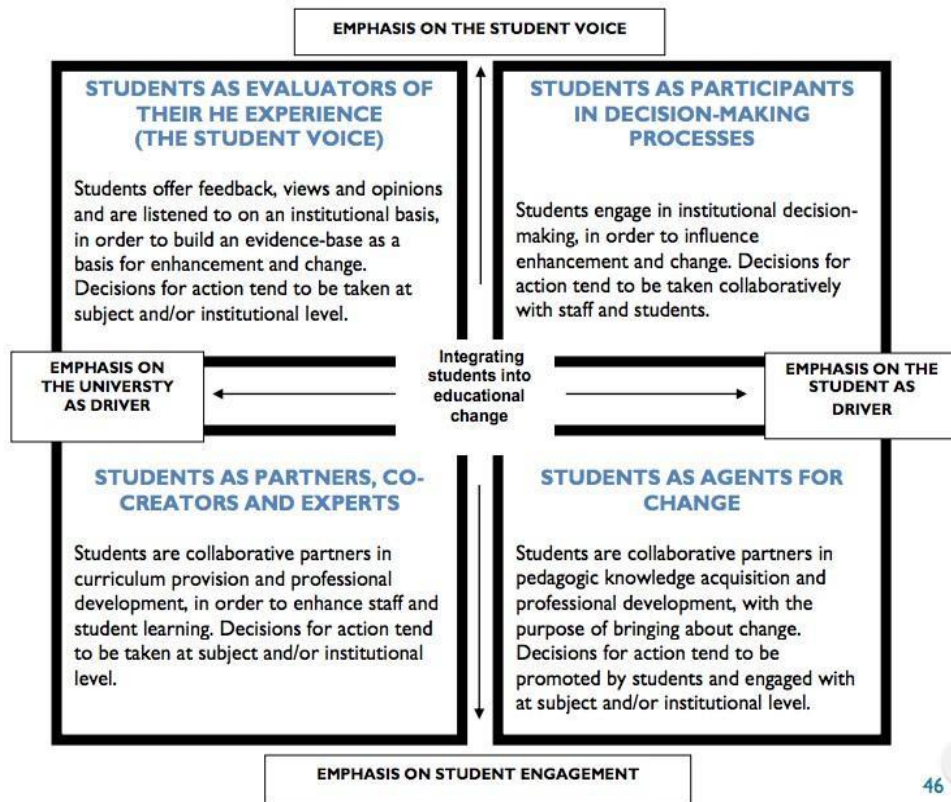 EMPHASIS ON THE STUDENT VOICE
STUDENTS AS EVALUATORS OF
THEIR HE EXPERIENCE
(THE STUDENT VOICE)
Students offer feedback, views and opinions
and are listened to on an institutional basis,
in order to build an evidence-base as a
basis for enhancement and change.
Decisions for action tend to be taken at
subject and/or institutional level.
STUDENTS AS PARTICIPANTS
IN DECISION-MAKING
PROCESSES
Students engage in institutional decision-
making, in order to influence
enhancement and change. Decisions for
action tend to be taken collaboratively
with staff and students.
EMPHASIS ON
THE UNIVERSTY
AS DRIVER
Integrating
students into
educational
change
EMPHASIS ON THE
STUDENT AS
DRIVER
STUDENTS AS PARTNERS, CO-
CREATORS AND EXPERTS
Students are collaborative partners in
curriculum provision and professional
development, in order to enhance staff and
student learning. Decisions for action tend
to be taken at subject and/or institutional
level.
STUDENTS AS AGENTS FOR
CHANGE
Students are collaborative partners in
pedagogic knowledge acquisition and
professional development, with the
purpose of bringing about change.
Decisions for action tend to be
promoted by students and engaged with
at subject and/or institutional level.
EMPHASIS ON STUDENT ENGAGEMENT
46